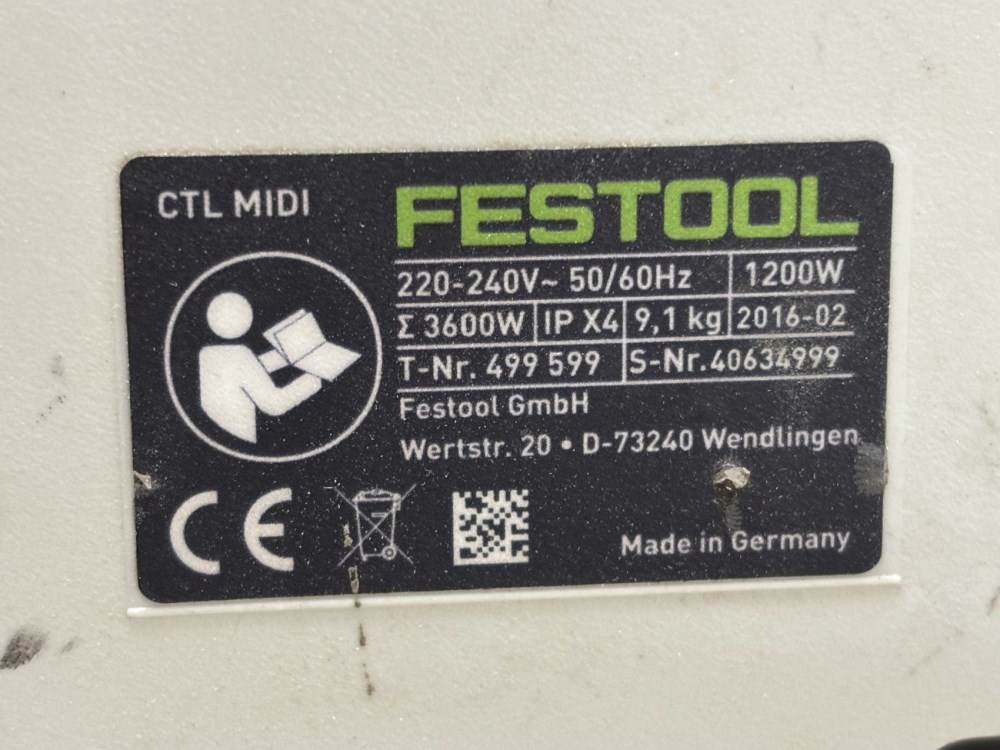 CTL MIDI
FESTOOL
220-240V~ 50/60Hz 1200W
Σ 3600W IP X4 9,1 kg 2016-02
T-Nr. 499 599 S-Nr.40634999
Festool GmbH
Wertstr. 20 • D-73240 Wendlingen
CE
Made in Germany